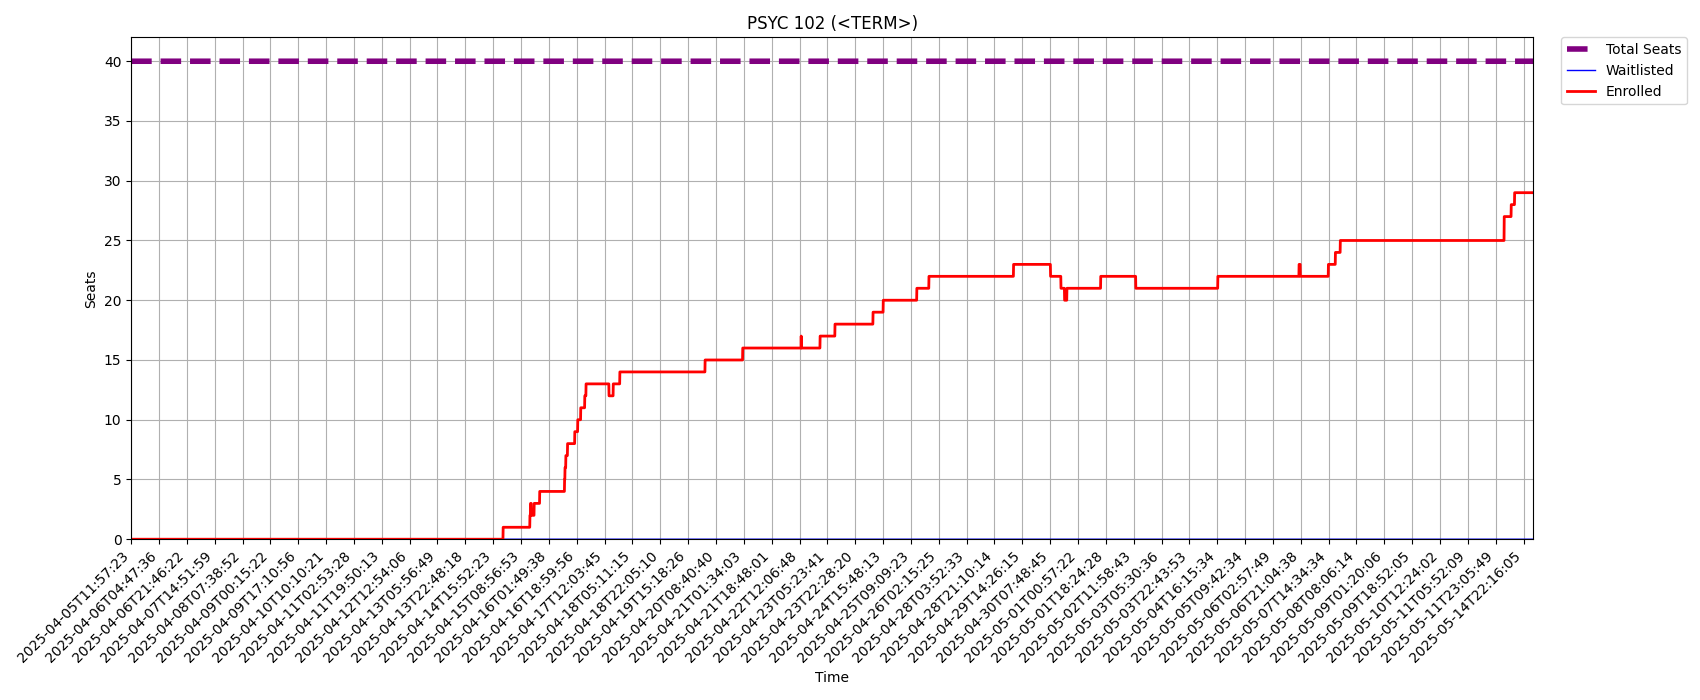 PSYC 102 (<TERM>)
Total Seats
Waitlisted
Enrolled
Seats
40
35
30
25
20
15
10
5
0
2025-04-05T11:57:23
2025-04-06T04:47:36
2025-04-06T21:46:22
2025-04-07T14:51:59
2025-04-08T07:38:52
2025-04-09T00:15:22
2025-04-09T17:10:56
2025-04-10T10:10:21
2025-04-11T02:53:28
2025-04-11T19:50:13
2025-04-12T12:54:06
2025-04-13T05:56:49
2025-04-13T22:48:18
2025-04-14T15:52:23
2025-04-15T08:56:53
2025-04-16T01:49:38
2025-04-16T18:59:56
2025-04-17T12:03:45
2025-04-18T05:11:15
2025-04-18T22:05:10
2025-04-19T15:18:26
2025-04-20T08:40:40
2025-04-21T01:34:03
2025-04-21T18:48:01
2025-04-22T12:06:48
2025-04-23T05:23:41
2025-04-23T22:28:20
2025-04-24T15:48:13
2025-04-25T09:09:23
2025-04-26T02:15:25
2025-04-28T03:52:33
2025-04-28T21:10:14
2025-04-29T14:26:15
2025-04-30T07:48:45
2025-05-01T00:57:22
2025-05-01T18:24:28
2025-05-02T11:58:43
2025-05-03T05:30:36
2025-05-03T22:43:53
2025-05-04T16:15:34
2025-05-05T09:42:34
2025-05-06T02:57:49
2025-05-06T21:04:38
2025-05-07T14:34:34
2025-05-08T08:06:14
2025-05-09T01:20:06
2025-05-09T18:52:05
2025-05-10T12:24:02
2025-05-11T05:52:09
2025-05-11T23:05:49
2025-05-14T22:16:05
Time